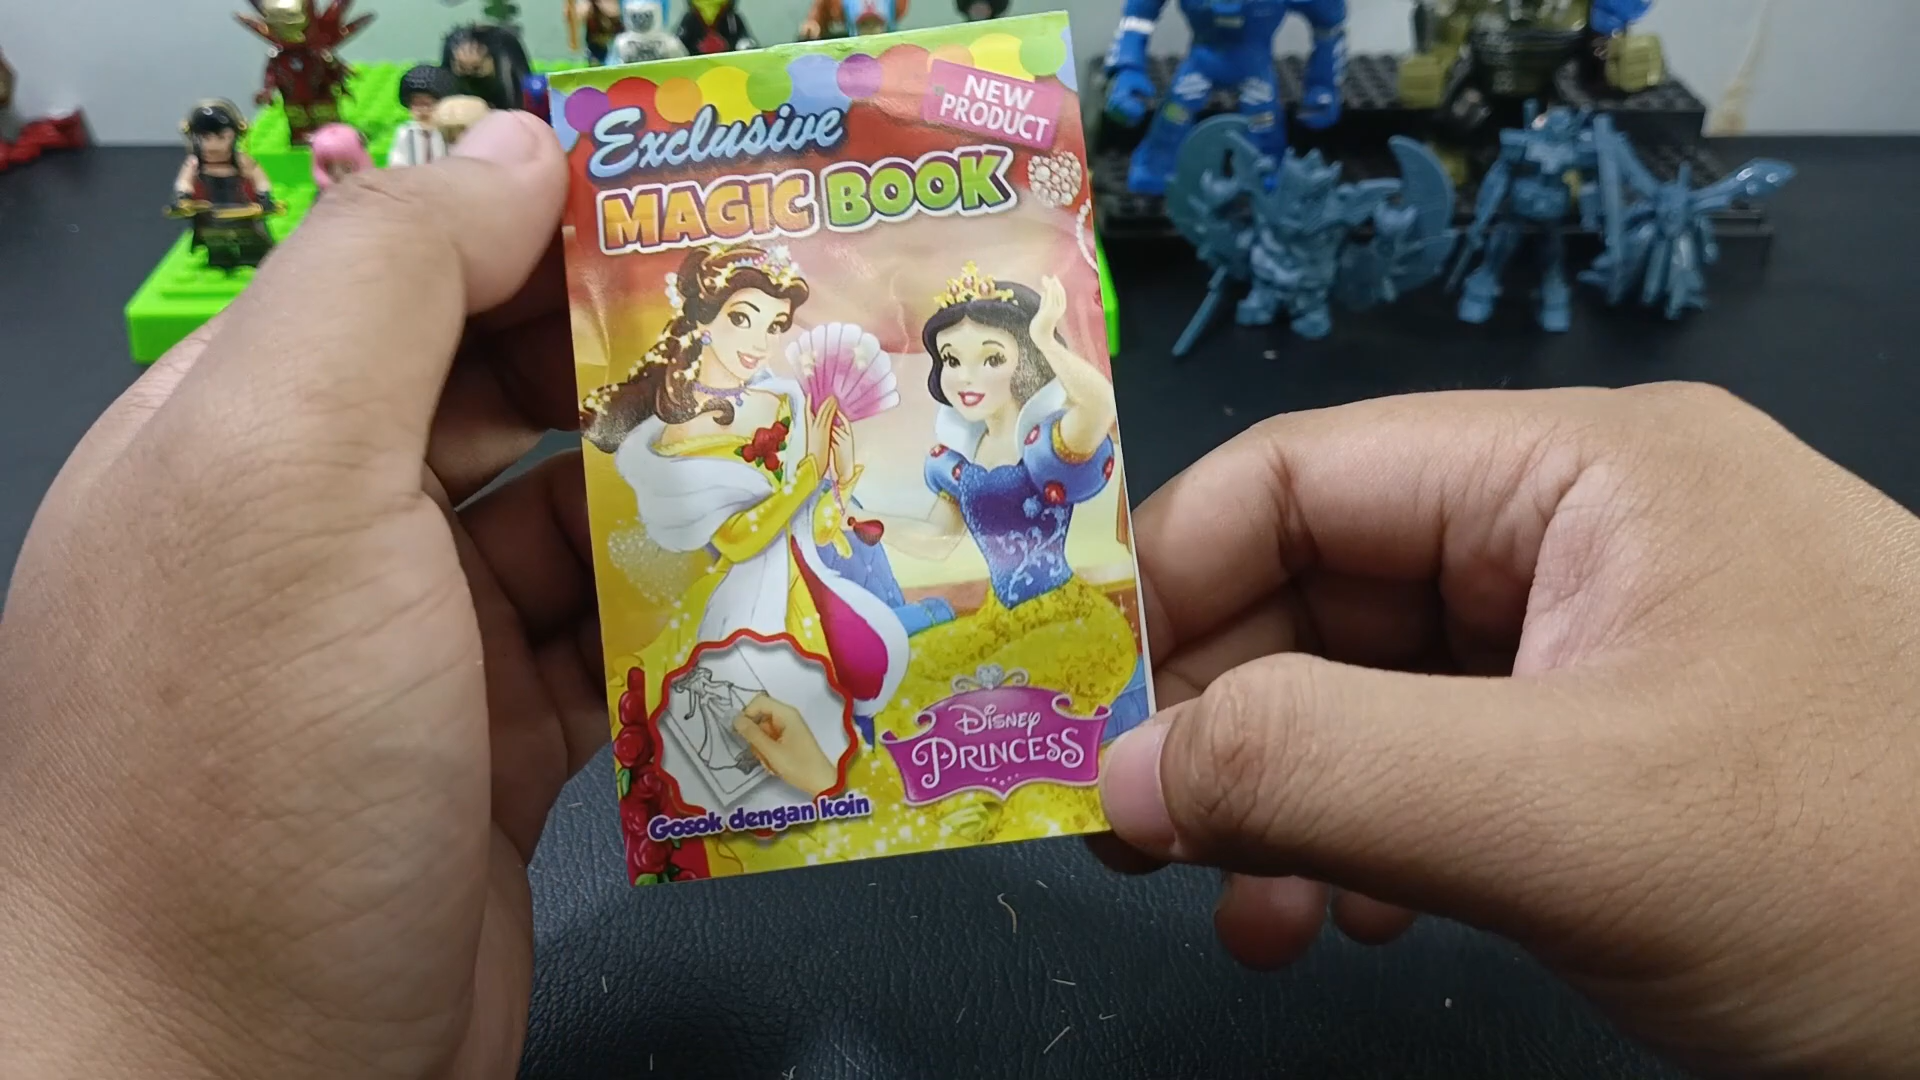 Exclusive
NEW
PRODUCT
MAGIC BOOK
Disney
PRINCESS
Gosok dengan koin